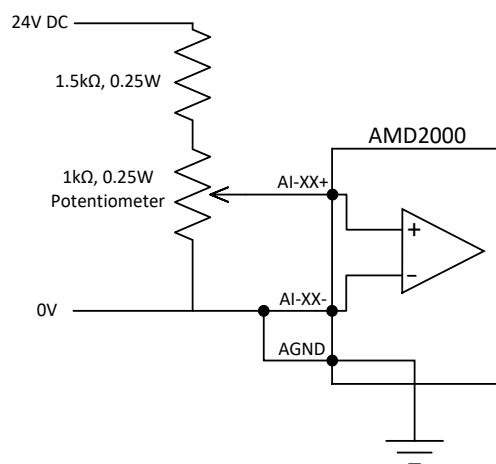 24V DC
1.5kΩ, 0.25W
AMD2000
1kΩ, 0.25W
Potentiometer
AI-XX+
+
−
AI-XX-
0V
AGND